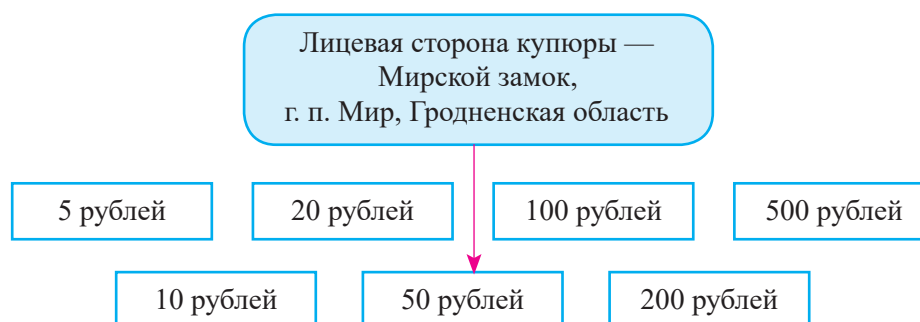 Лицевая сторона купюры —
Мирской замок,
г. п. Мир, Гродненская область
5 рублей
20 рублей
100 рублей
500 рублей
10 рублей
50 рублей
200 рублей